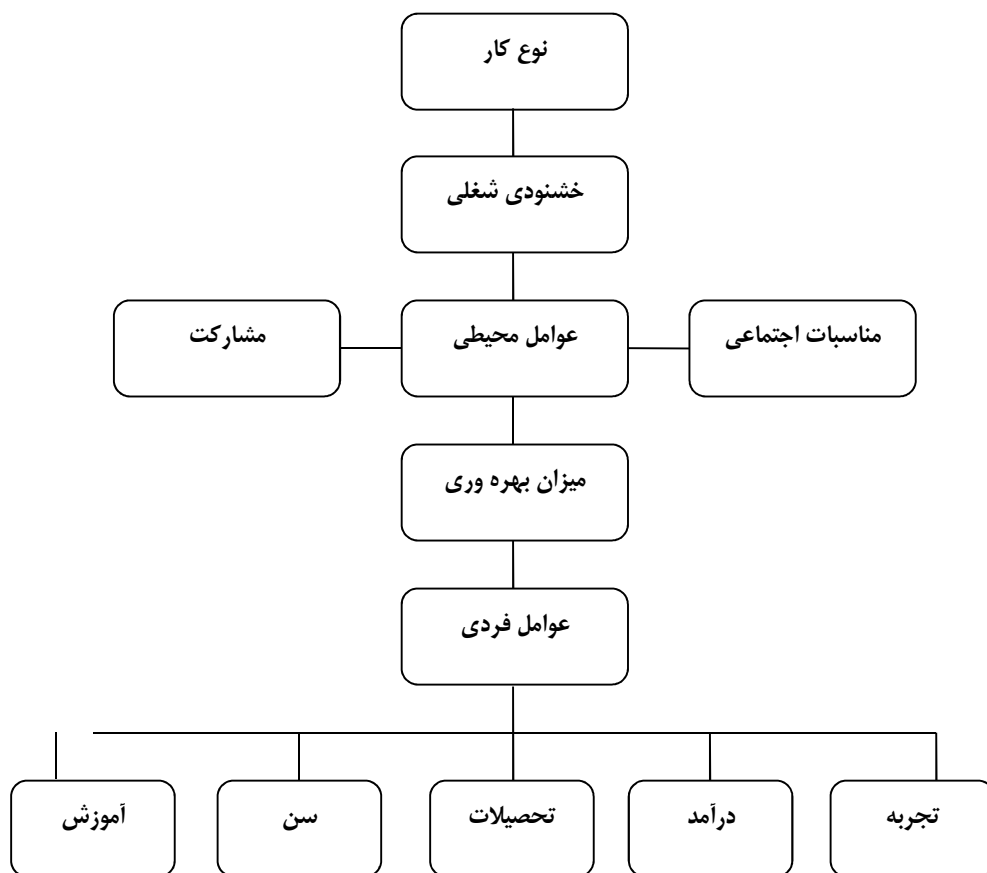 نوع کار
خشنودی شغلی
مناسبات اجتماعی
عوامل محیطی
مشارکت
میزان بهره وری
عوامل فردی
تجربه
درآمد
تحصیلات
سن
آموزش